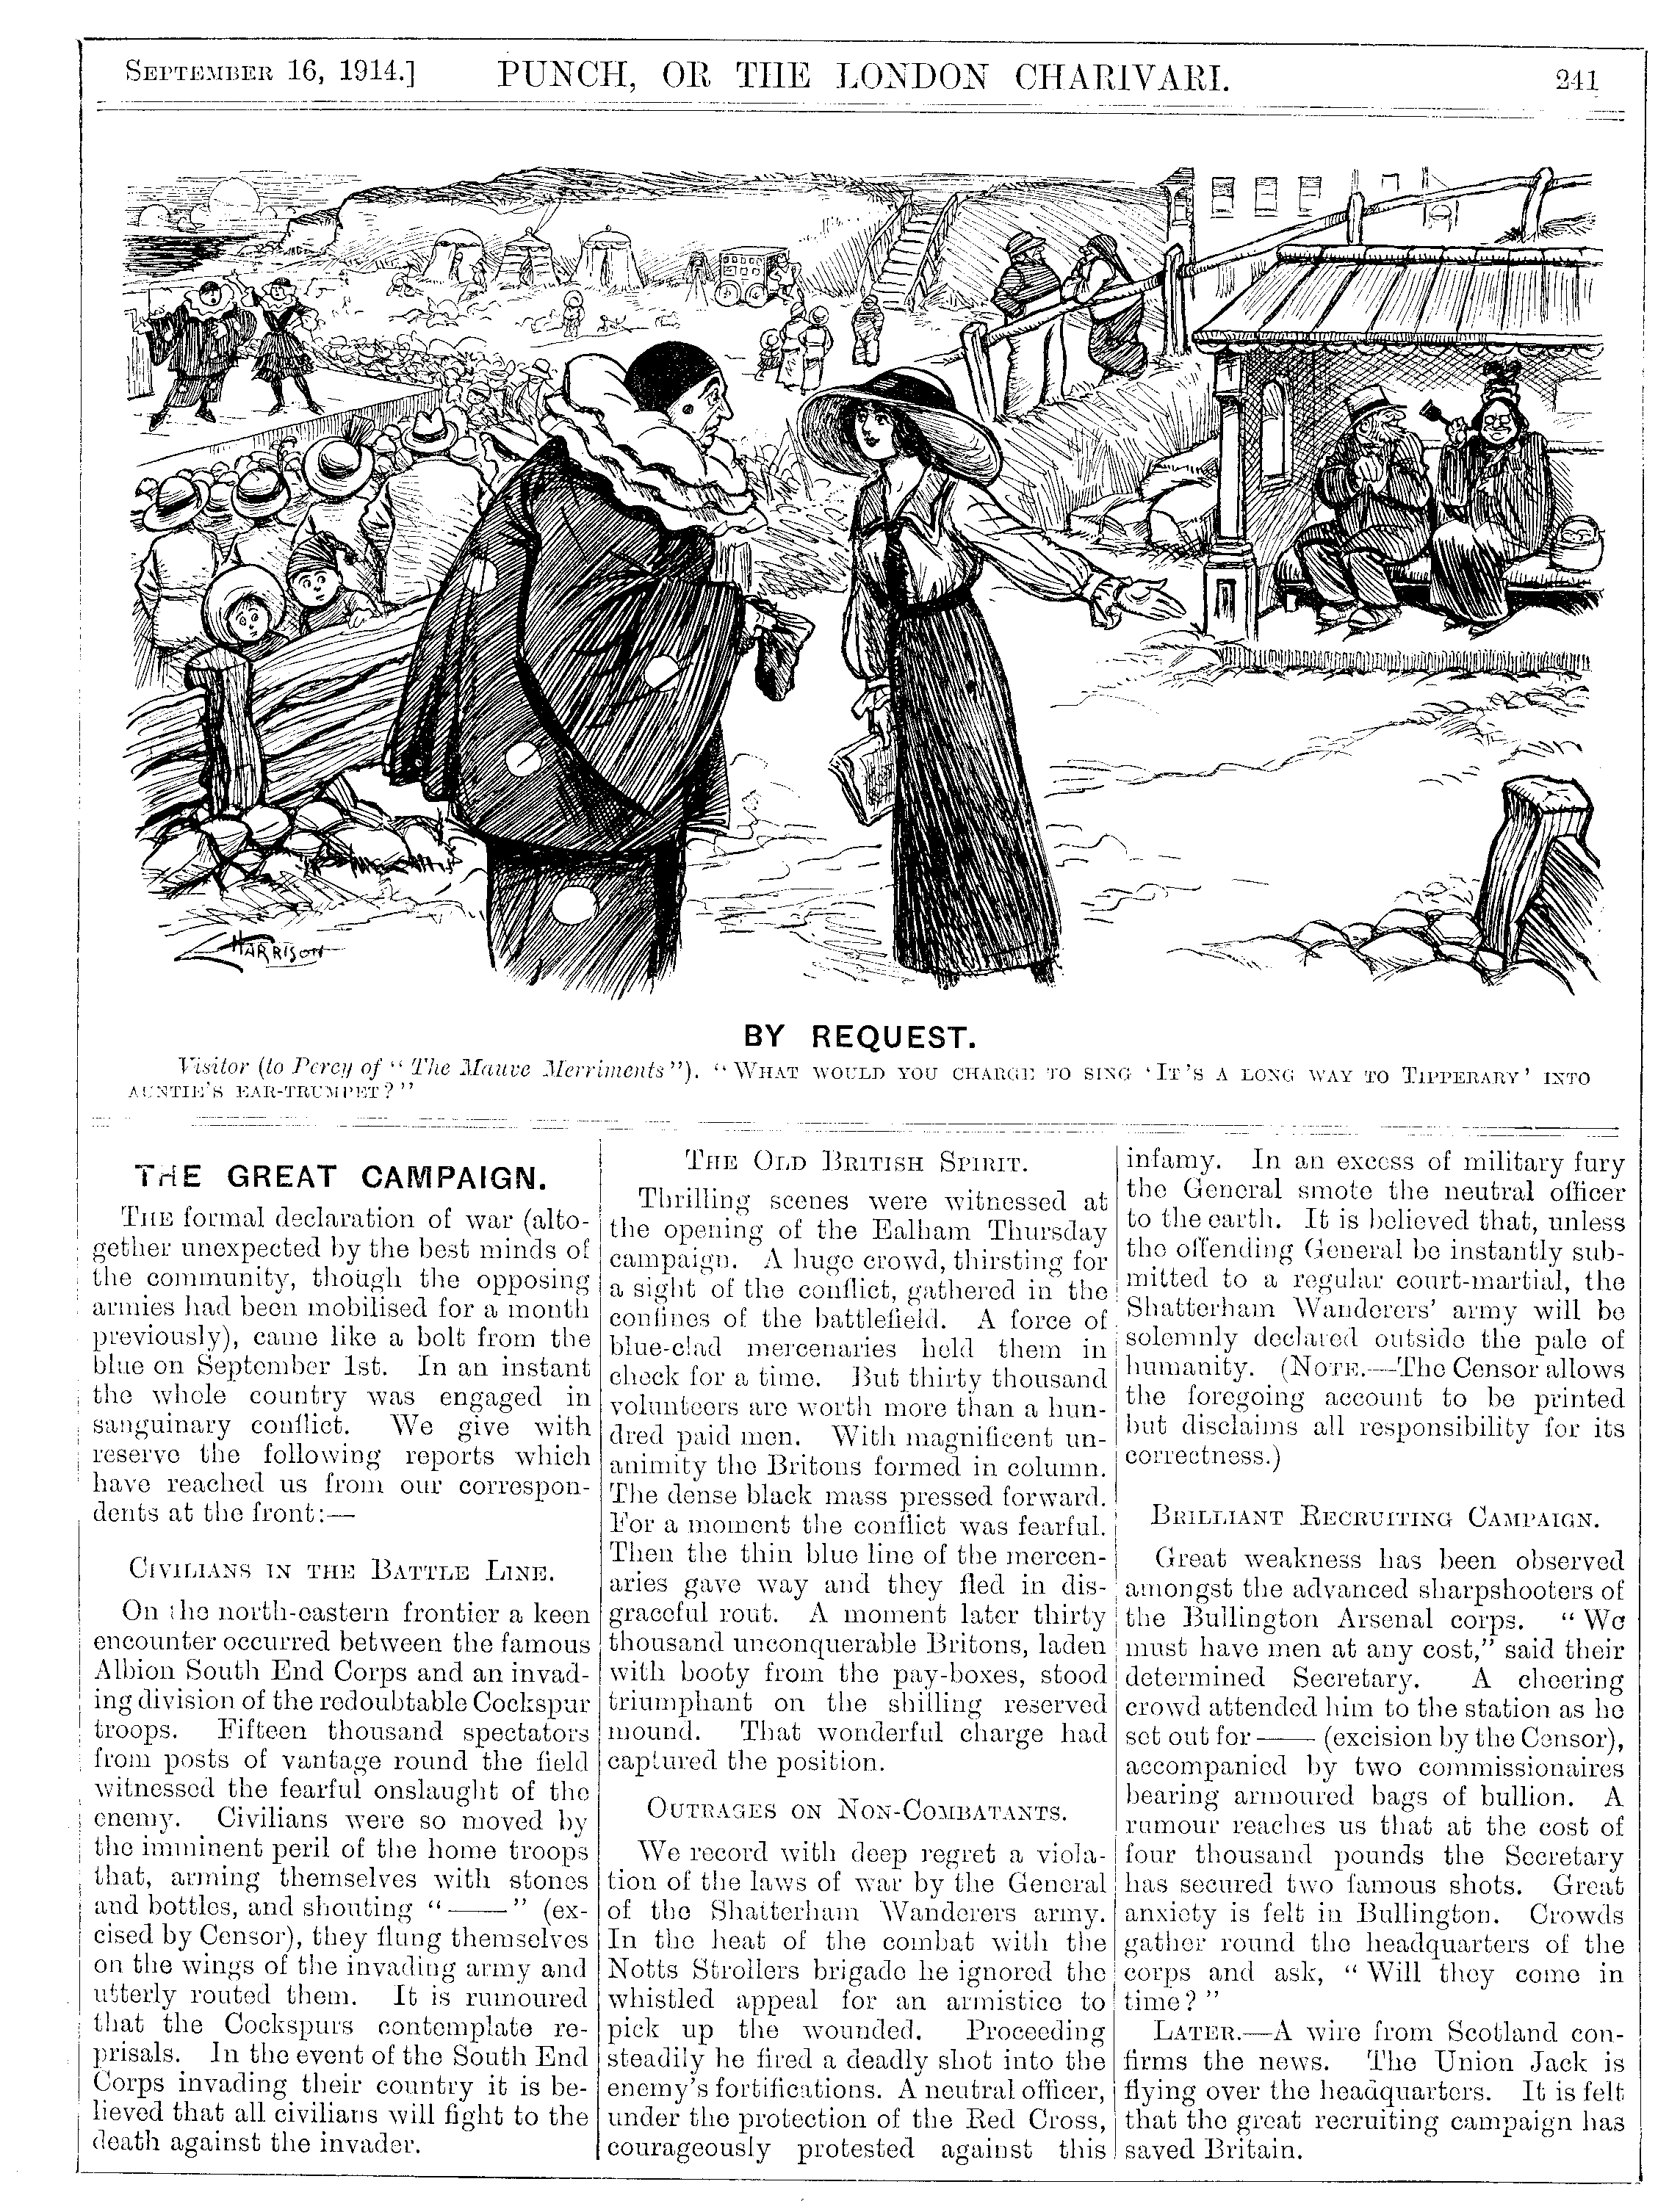 SEPTEMBER 16, 1914.] PUNCH, OR THE LONDON CHARIVARI. 241
HARRISON
BY REQUEST.
Visitor (to Percy of "The Mauve Merriments"). "WHAT WOULD YOU CHARGE TO SING 'IT'S A LONG WAY TO TIPPERARY' INTO
AUNTIE'S EAR-TRUMPET?"
THE GREAT CAMPAIGN.
THE formal declaration of war (alto-
gether unexpected by the best minds of
the community, though the opposing
armies had been mobilised for a month
previously), came like a bolt from the
blue on September 1st. In an instant
the whole country was engaged in
sanguinary conflict. We give with
reserve the following reports which
have reached us from our correspon-
dents at the front:—
CIVILIANS IN THE BATTLE LINE.
On the north-eastern frontier a keen
encounter occurred between the famous
Albion South End Corps and an invad-
ing division of the redoubtable Cockspur
troops. Fifteen thousand spectators
from posts of vantage round the field
witnessed the fearful onslaught of the
enemy. Civilians were so moved by
the imminent peril of the home troops
that, arming themselves with stones
and bottles, and shouting "——" (ex-
cised by Censor), they flung themselves
on the wings of the invading army and
utterly routed them. It is rumoured
that the Cockspurs contemplate re-
prisals. In the event of the South End
Corps invading their country it is be-
lieved that all civilians will fight to the
death against the invader.
THE OLD BRITISH SPIRIT.
Thrilling scenes were witnessed at
the opening of the Ealham Thursday
campaign. A huge crowd, thirsting for
a sight of the conflict, gathered in the
confines of the battlefield. A force of
blue-clad mercenaries held them in
check for a time. But thirty thousand
volunteers are worth more than a hun-
dred paid men. With magnificent un-
animity the Britons formed in column.
The dense black mass pressed forward.
For a moment the conflict was fearful.
Then the thin blue line of the mercen-
aries gave way and they fled in dis-
graceful rout. A moment later thirty
thousand unconquerable Britons, laden
with booty from the pay-boxes, stood
triumphant on the shilling reserved
mound. That wonderful charge had
captured the position.
OUTRAGES ON NON-COMBATANTS.
We record with deep regret a viola-
tion of the laws of war by the General
of the Shatterham Wanderers army.
In the heat of the combat with the
Notts Strollers brigade he ignored the
whistled appeal for an armistice to
pick up the wounded. Proceeding
steadily he fired a deadly shot into the
enemy's fortifications. A neutral officer,
under the protection of the Red Cross,
courageously protested against this
infamy. In an excess of military fury
the General smote the neutral officer
to the earth. It is believed that, unless
the offending General be instantly sub-
mitted to a regular court-martial, the
Shatterham Wanderers' army will be
solemnly declared outside the pale of
humanity. (NOTE.—The Censor allows
the foregoing account to be printed
but disclaims all responsibility for its
correctness.)
BRILLIANT RECRUITING CAMPAIGN.
Great weakness has been observed
amongst the advanced sharpshooters of
the Bullington Arsenal corps. "We
must have men at any cost," said their
determined Secretary. A cheering
crowd attended him to the station as he
set out for —— (excision by the Censor),
accompanied by two commissionaires
bearing armoured bags of bullion. A
rumour reaches us that at the cost of
four thousand pounds the Secretary
has secured two famous shots. Great
anxiety is felt in Bullington. Crowds
gather round the headquarters of the
corps and ask, "Will they come in
time?"
LATER.—A wire from Scotland con-
firms the news. The Union Jack is
flying over the headquarters. It is felt
that the great recruiting campaign has
saved Britain.